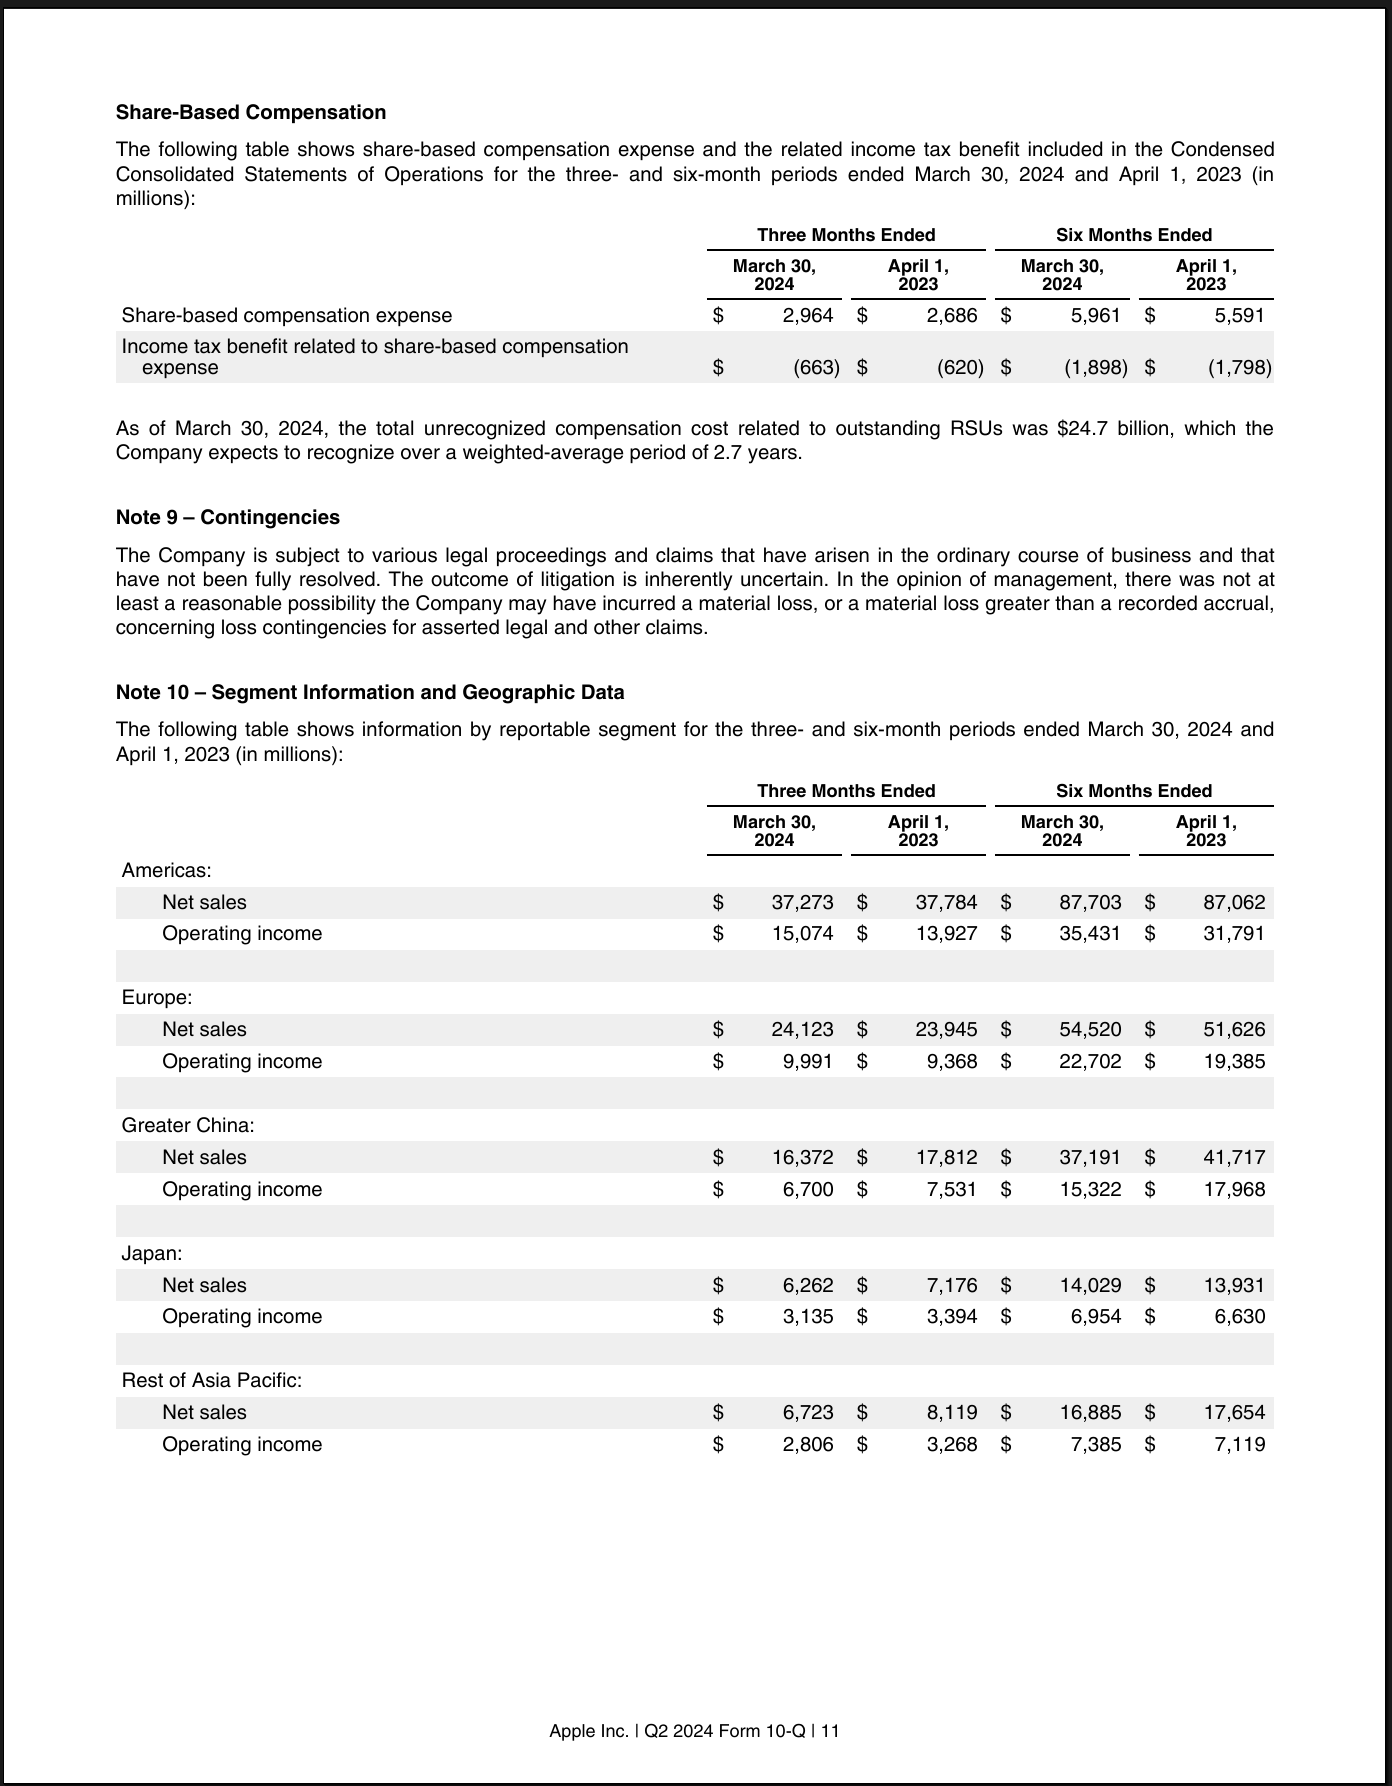 Share-Based Compensation
The following table shows share-based compensation expense and the related income tax benefit included in the Condensed
Consolidated Statements of Operations for the three- and six-month periods ended March 30, 2024 and April 1, 2023 (in
millions):
Three Months Ended Six Months Ended
March 30, 2024 April 1, 2023 March 30, 2024 April 1, 2023
Share-based compensation expense $ 2,964 $ 2,686 $ 5,961 $ 5,591
Income tax benefit related to share-based compensation
expense $ (663) $ (620) $ (1,898) $ (1,798)
As of March 30, 2024, the total unrecognized compensation cost related to outstanding RSUs was $24.7 billion, which the
Company expects to recognize over a weighted-average period of 2.7 years.
Note 9 – Contingencies
The Company is subject to various legal proceedings and claims that have arisen in the ordinary course of business and that
have not been fully resolved. The outcome of litigation is inherently uncertain. In the opinion of management, there was not at
least a reasonable possibility the Company may have incurred a material loss, or a material loss greater than a recorded accrual,
concerning loss contingencies for asserted legal and other claims.
Note 10 – Segment Information and Geographic Data
The following table shows information by reportable segment for the three- and six-month periods ended March 30, 2024 and
April 1, 2023 (in millions):
Three Months Ended Six Months Ended
March 30, 2024 April 1, 2023 March 30, 2024 April 1, 2023
Americas:
Net sales $ 37,273 $ 37,784 $ 87,703 $ 87,062
Operating income $ 15,074 $ 13,927 $ 35,431 $ 31,791
Europe:
Net sales $ 24,123 $ 23,945 $ 54,520 $ 51,626
Operating income $ 9,991 $ 9,368 $ 22,702 $ 19,385
Greater China:
Net sales $ 16,372 $ 17,812 $ 37,191 $ 41,717
Operating income $ 6,700 $ 7,531 $ 15,322 $ 17,968
Japan:
Net sales $ 6,262 $ 7,176 $ 14,029 $ 13,931
Operating income $ 3,135 $ 3,394 $ 6,954 $ 6,630
Rest of Asia Pacific:
Net sales $ 6,723 $ 8,119 $ 16,885 $ 17,654
Operating income $ 2,806 $ 3,268 $ 7,385 $ 7,119
Apple Inc. | Q2 2024 Form 10-Q | 11